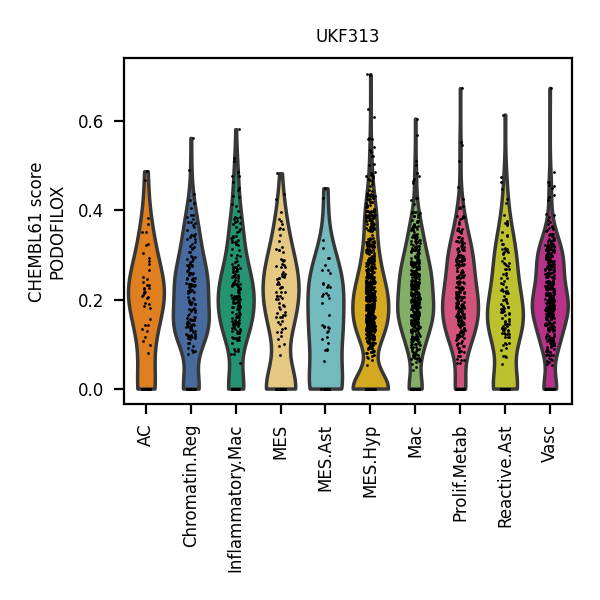 UKF313
CHEMBL61 score
PODOFILOX
0.6
0.4
0.2
0.0
AC
Chromatin.Reg
Inflammatory.Mac
MES
MES.Ast
MES.Hyp
Mac
Prolif.Metab
Reactive.Ast
Vasc